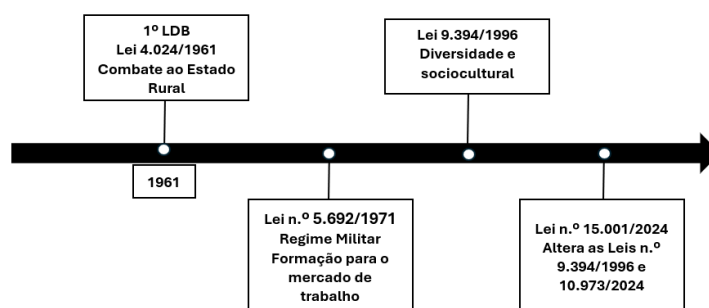 1º LDB
Lei 4.024/1961
Combate ao Estado
Rural
Lei 9.394/1996
Diversidade e
sociocultural
1961
Lei n.º 5.692/1971
Regime Militar
Formação para o
mercado de
trabalho
Lei n.º 15.001/2024
Altera as Leis n.º
9.394/1996 e
10.973/2024